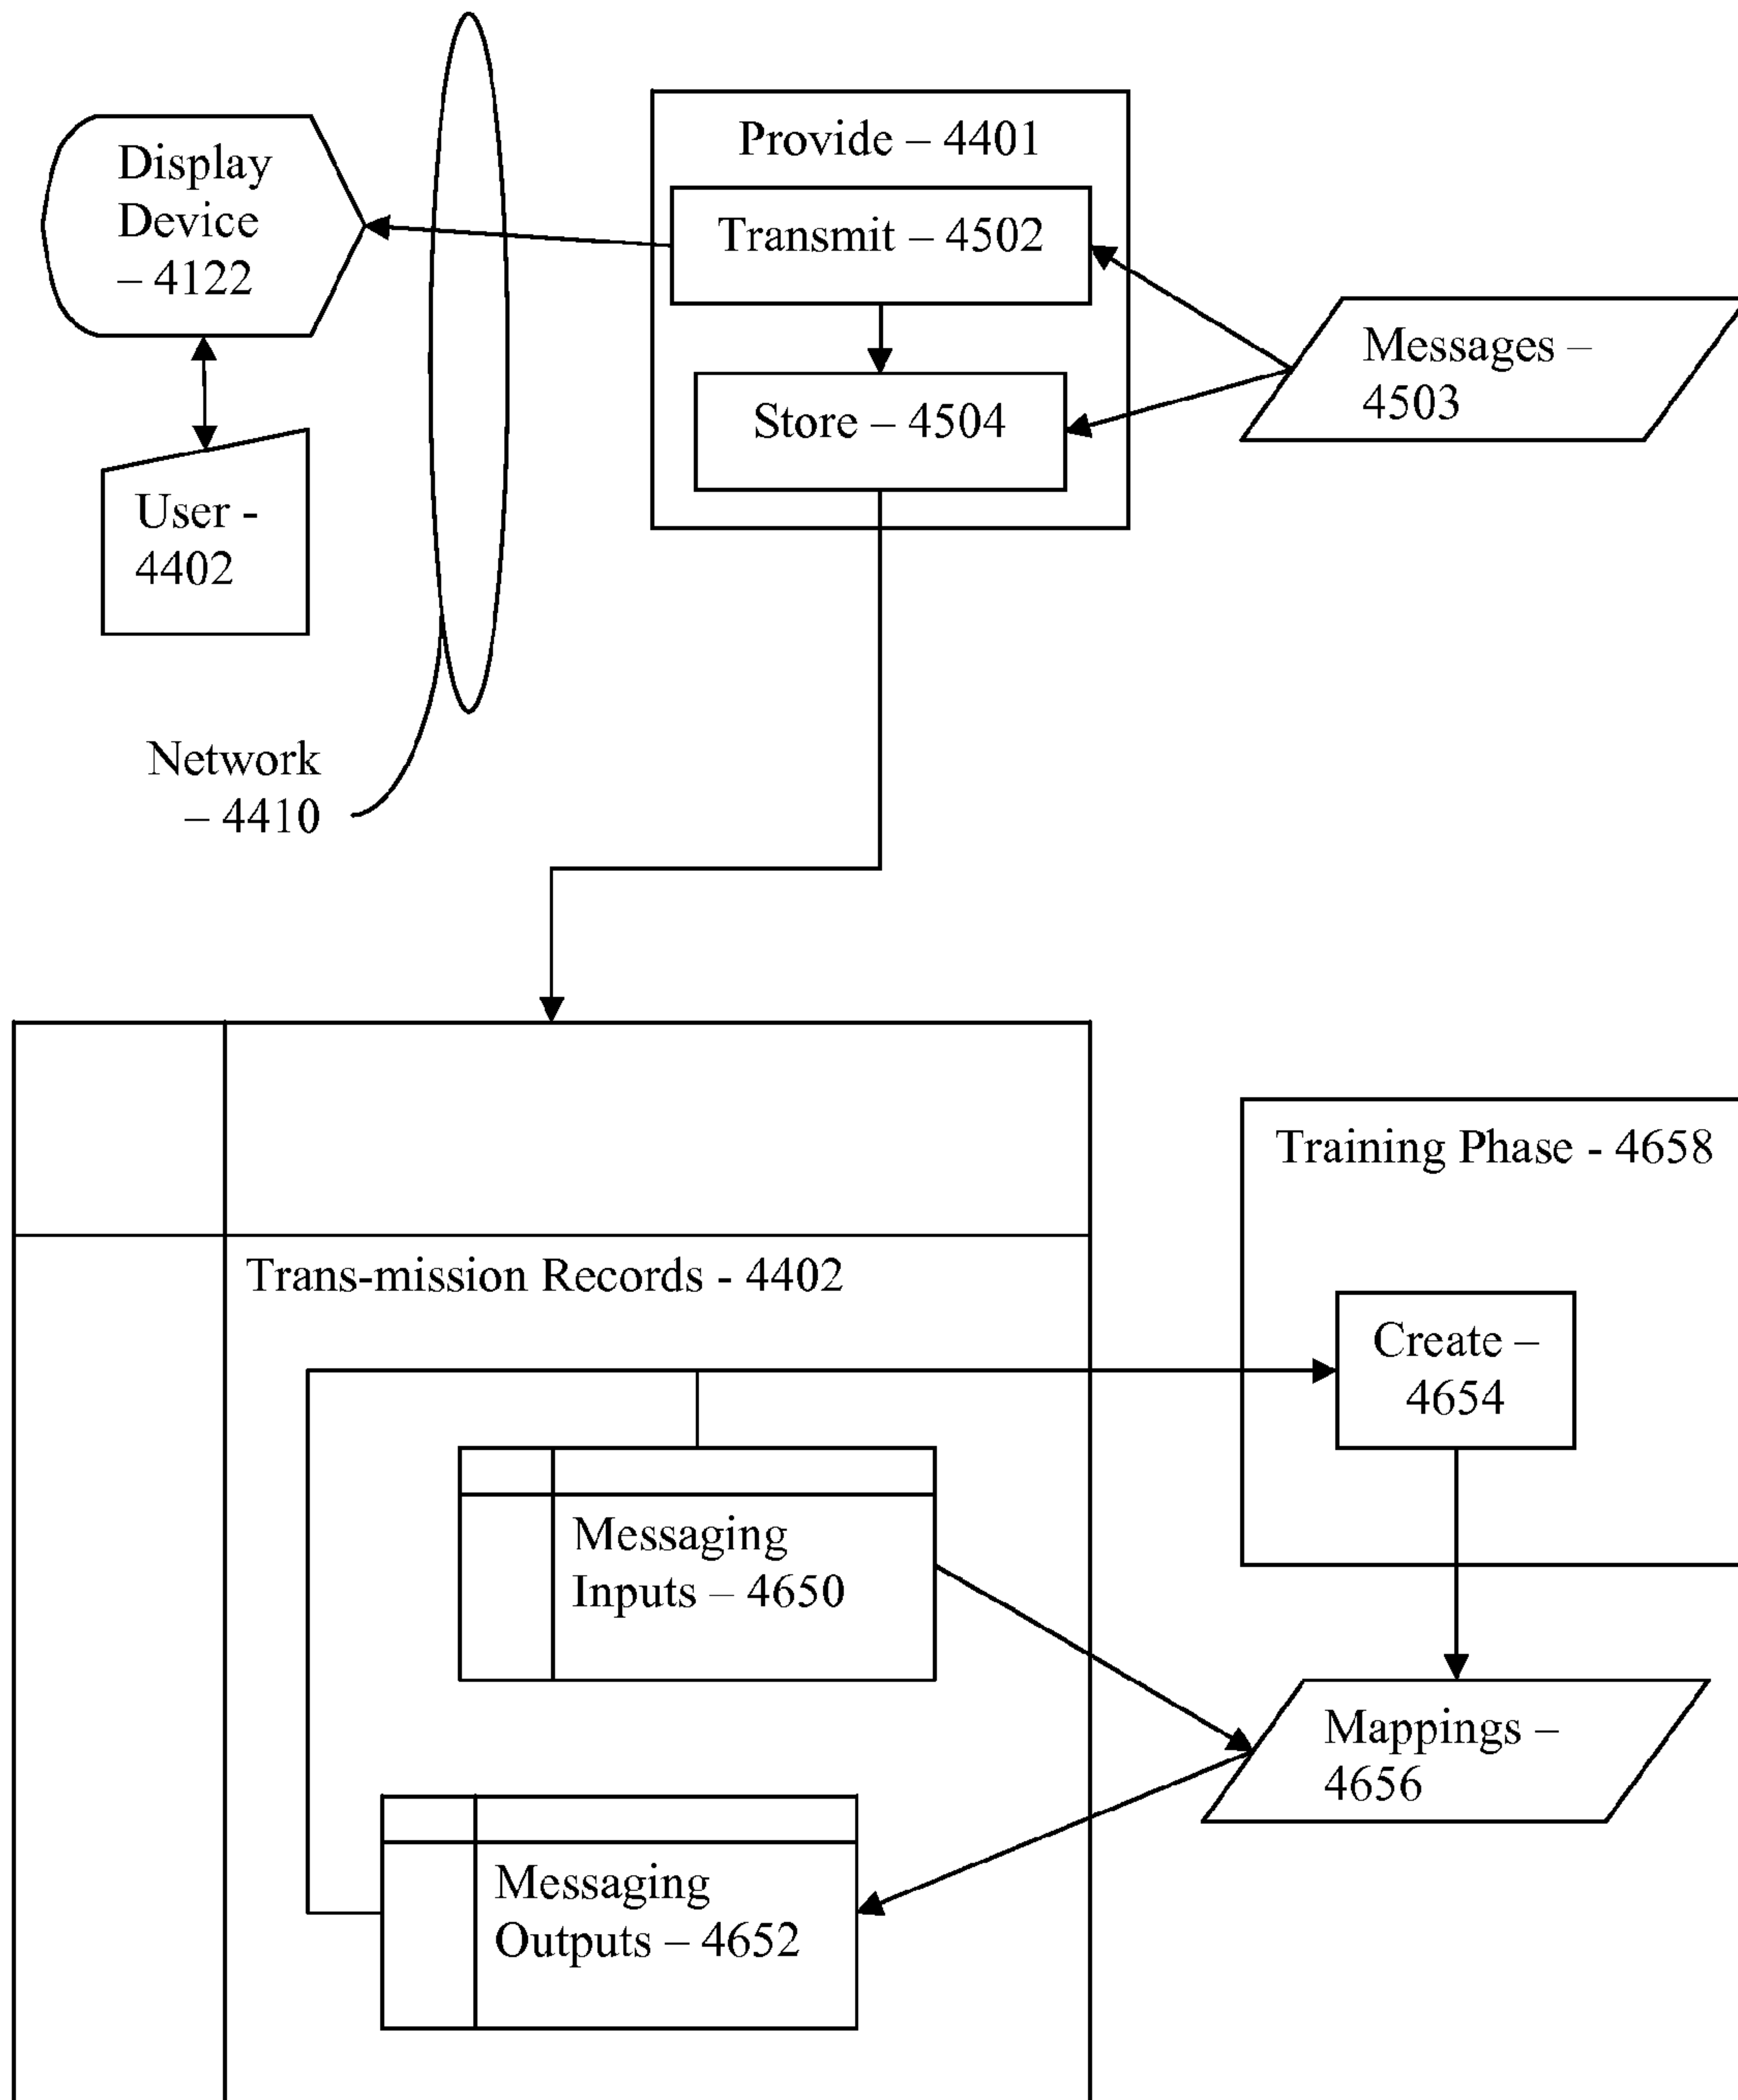 Provide – 4401
Display
Device
– 4122
Transmit – 4502
Messages –
4503
Store – 4504
User -
4402
Network
– 4410
Training Phase - 4658
Trans-mission Records - 4402
Create –
4654
Messaging
Inputs – 4650
Mappings –
4656
Messaging
Outputs – 4652